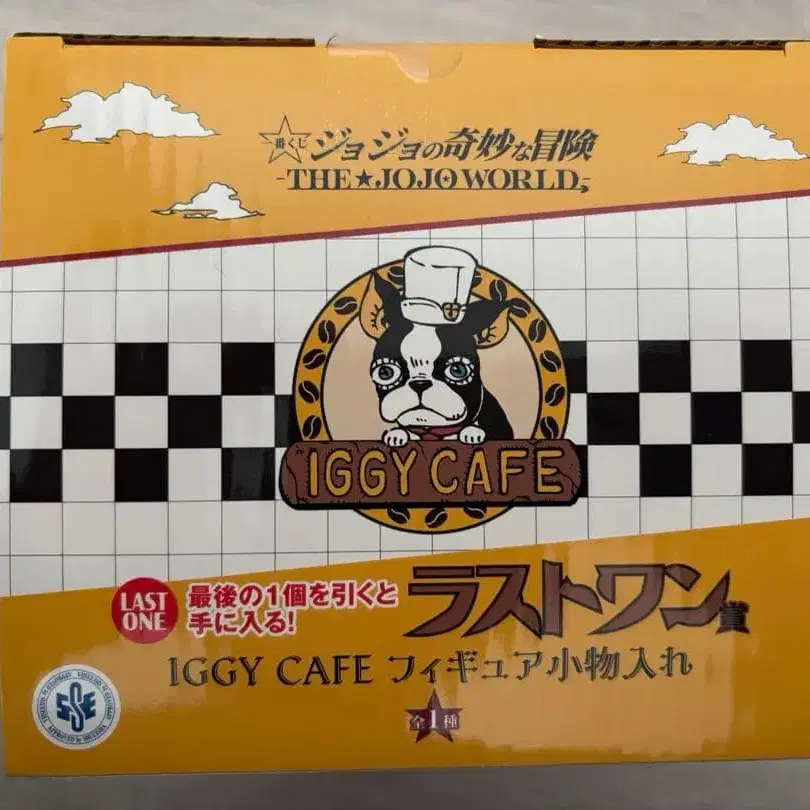 一番くじ ジョジョの奇妙な冒険
-THE★JOJO WORLD-
IGGY CAFE
LAST ONE
最後の1個を引くと
手に入る!
ラストワン賞
IGGY CAFE フィギュア小物入れ
全1種